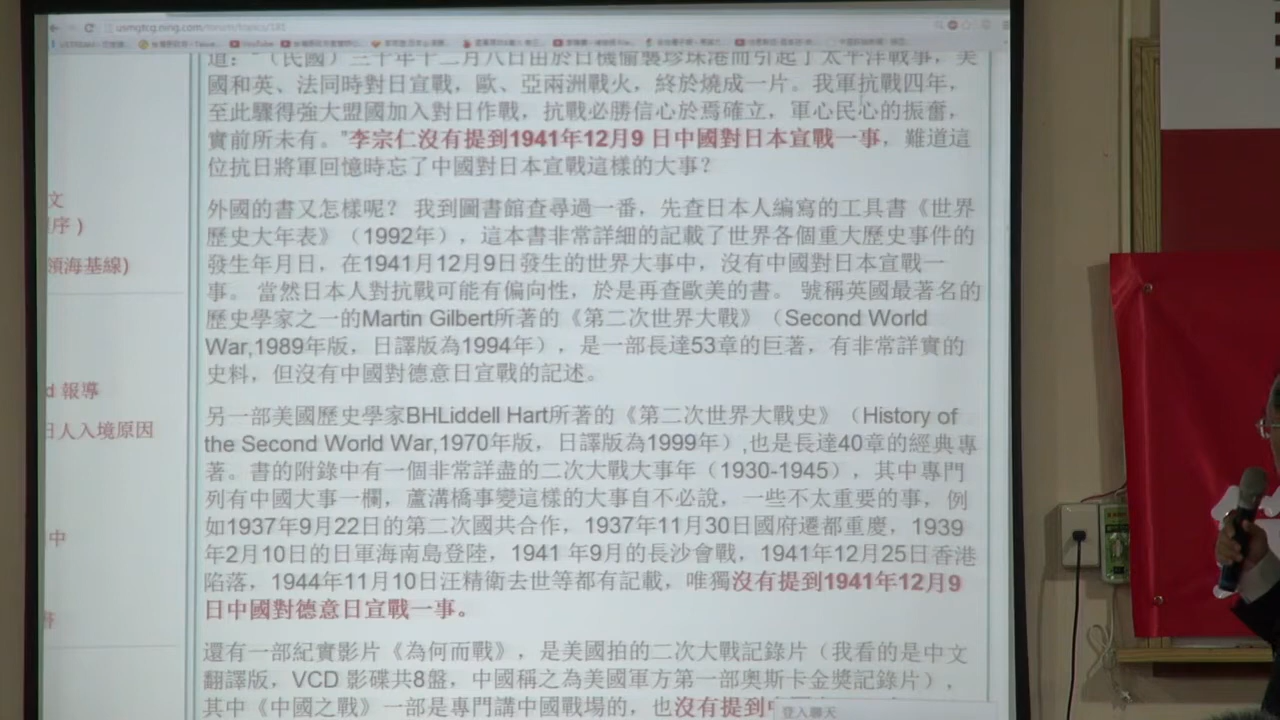 usmgtcg.ning.com/forum/topics/181
道：“（民國）三十年十二月八日由於日機偷襲珍珠港而引起了太平洋戰事，美
國和英、法同時對日宣戰，歐、亞兩洲戰火，終於燒成一片。我軍抗戰四年，
至此驟得強大盟國加入對日作戰，抗戰必勝信心於焉確立，軍心民心的振奮，
實前所未有。”李宗仁沒有提到1941年12月9 日中國對日本宣戰一事，難道這
位抗日將軍回憶時忘了中國對日本宣戰這樣的大事？
文
序 )
外國的書又怎樣呢？ 我到圖書館查尋過一番，先查日本人編寫的工具書《世界
歷史大年表》（1992年），這本書非常詳細的記載了世界各個重大歷史事件的
領海基線)
發生年月日，在1941月12月9日發生的世界大事中，沒有中國對日本宣戰一
事。 當然日本人對抗戰可能有偏向性，於是再查歐美的書。 號稱英國最著名的
歷史學家之一的Martin Gilbert所著的《第二次世界大戰》（Second World
War,1989年版，日譯版為1994年），是一部長達53章的巨著，有非常詳實的
史料，但沒有中國對德意日宣戰的記述。
d 報導
日人入境原因
另一部美國歷史學家BHLiddell Hart所著的《第二次世界大戰史》（History of
the Second World War,1970年版，日譯版為1999年）,也是長達40章的經典專
著。書的附錄中有一個非常詳盡的二次大戰大事年（1930-1945），其中專門
列有中國大事一欄，蘆溝橋事變這樣的大事自不必說，一些不太重要的事，例
如1937年9月22日的第二次國共合作，1937年11月30日國府遷都重慶，1939
中
年2月10日的日軍海南島登陸，1941 年9月的長沙會戰，1941年12月25日香港
陷落，1944年11月10日汪精衛去世等都有記載，唯獨沒有提到1941年12月9
日中國對德意日宣戰一事。
還有一部紀實影片《為何而戰》，是美國拍的二次大戰記錄片（我看的是中文
翻譯版，VCD 影碟共8盤，中國稱之為美國軍方第一部奧斯卡金獎記錄片），
其中《中國之戰》一部是專門講中國戰場的，也沒有提到
登入聊天